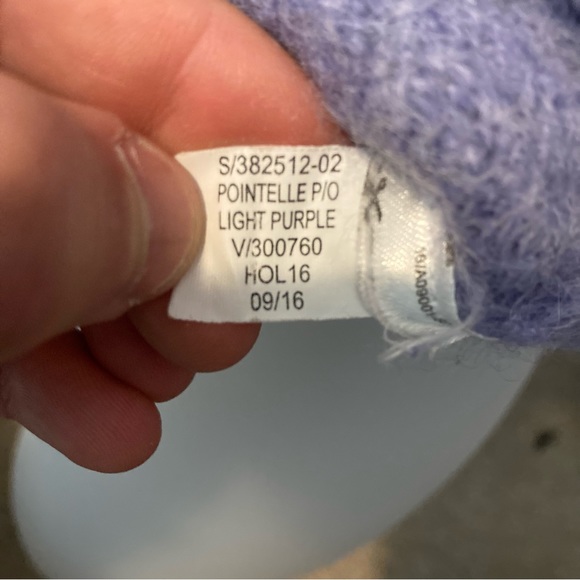 S/382512-02
POINTELLE P/O
LIGHT PURPLE
V/300760
HOL16
09/16